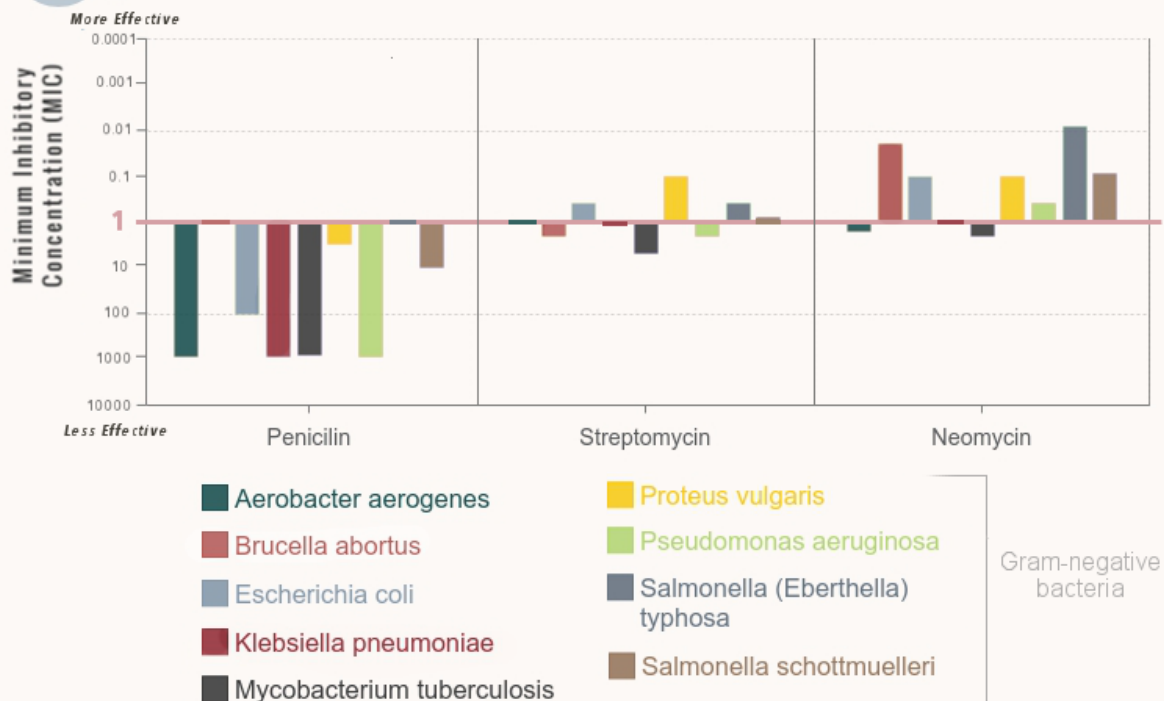 More Effective
Minimum Inhibitory
Concentration (MIC)
0.0001
0.001
0.01
0.1
1
10
100
1000
10000
Less Effective
Penicilin
Streptomycin
Neomycin
Aerobacter aerogenes
Brucella abortus
Escherichia coli
Klebsiella pneumoniae
Mycobacterium tuberculosis
Proteus vulgaris
Pseudomonas aeruginosa
Salmonella (Eberthella)
typhosa
Salmonella schottmuelleri
Gram-negative
bacteria